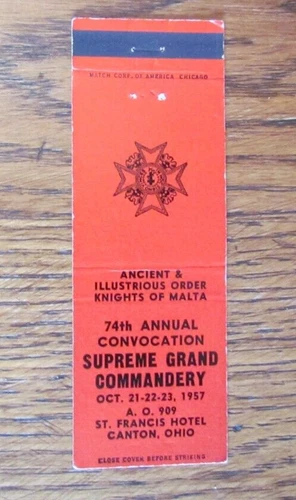 MATCH CORP. OF AMERICA, CHICAGO
ANCIENT &
ILLUSTRIOUS ORDER
KNIGHTS OF MALTA
74th ANNUAL
CONVOCATION
SUPREME GRAND
COMMANDERY
OCT. 21-22-23, 1957
A. O. 909
ST. FRANCIS HOTEL
CANTON, OHIO
CLOSE COVER BEFORE STRIKING